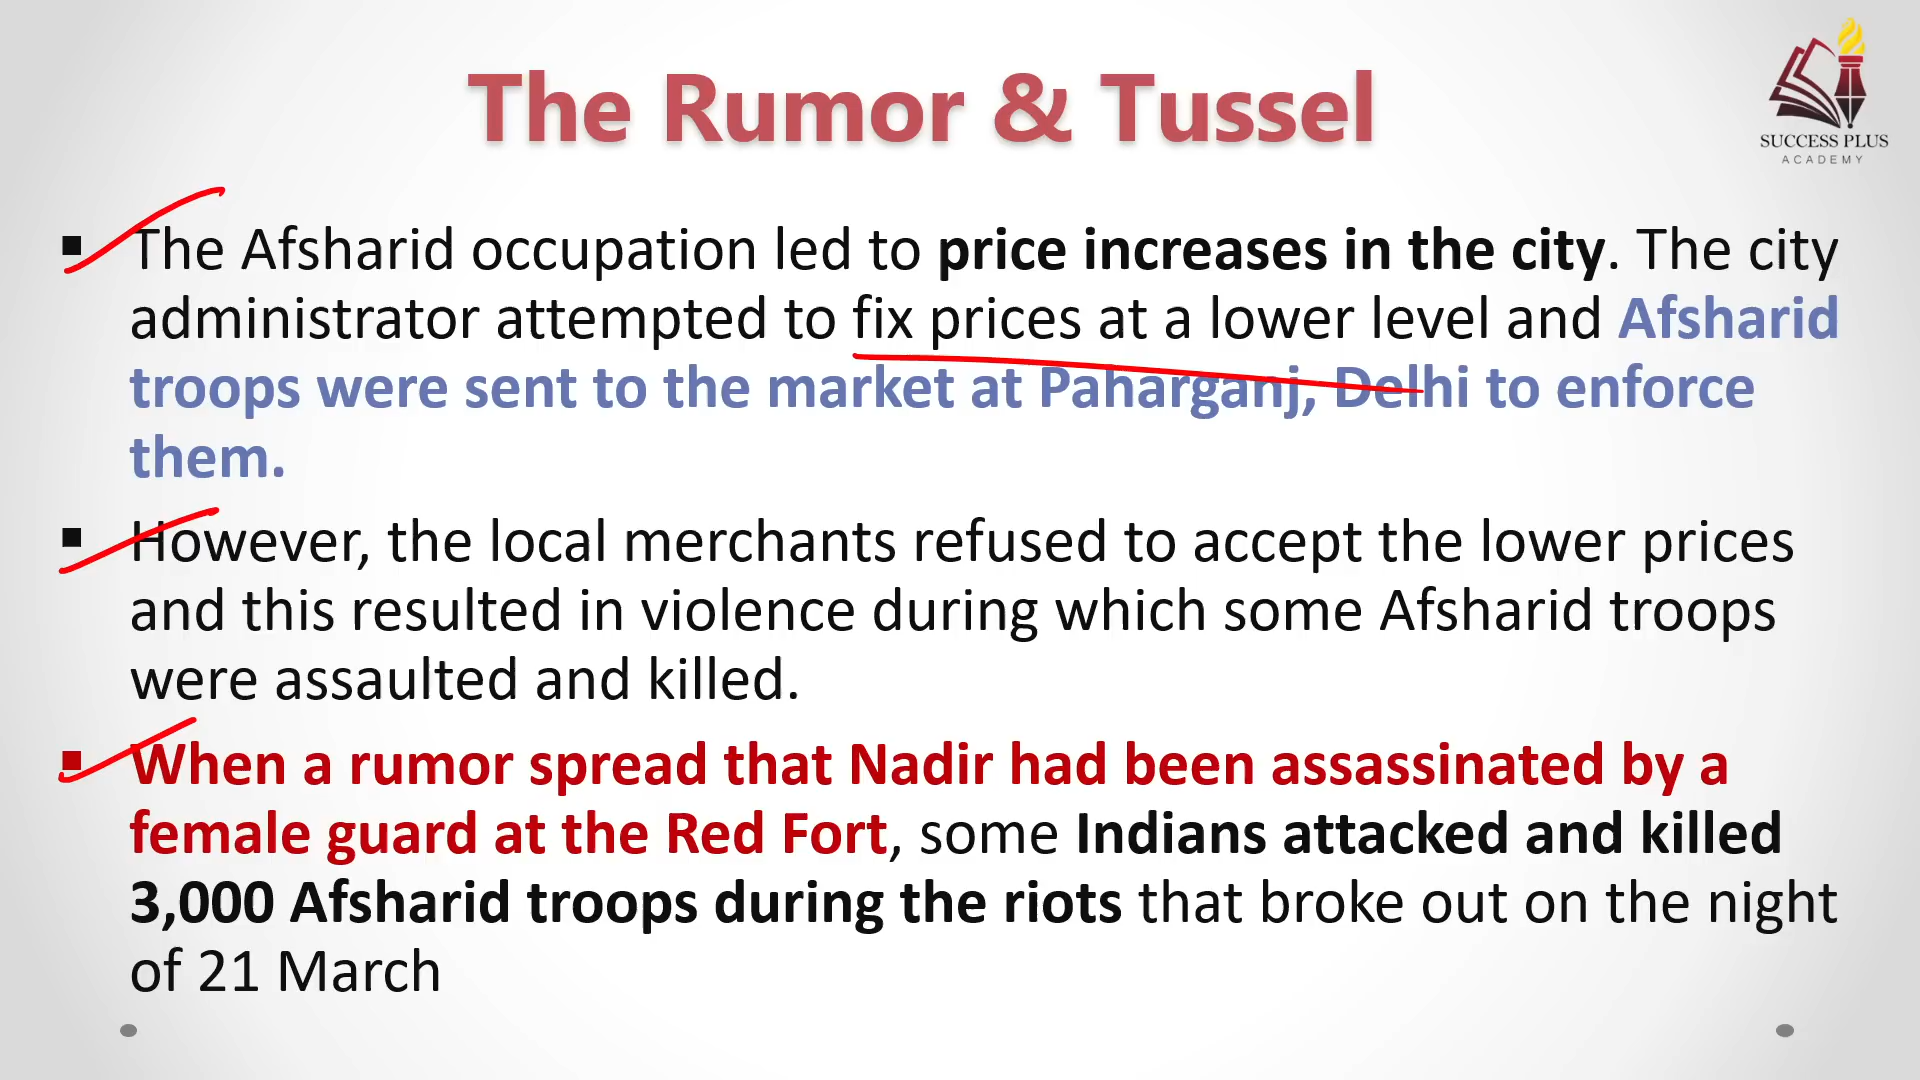 The Rumor & Tussel
SUCCESS PLUS
ACADEMY
▪ The Afsharid occupation led to price increases in the city. The city
administrator attempted to fix prices at a lower level and Afsharid
troops were sent to the market at Paharganj, Delhi to enforce
them.
▪ However, the local merchants refused to accept the lower prices
and this resulted in violence during which some Afsharid troops
were assaulted and killed.
▪ When a rumor spread that Nadir had been assassinated by a
female guard at the Red Fort, some Indians attacked and killed
3,000 Afsharid troops during the riots that broke out on the night
of 21 March